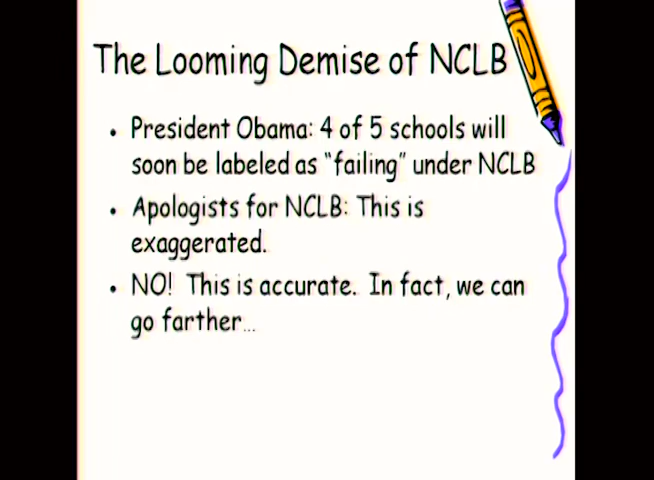 The Looming Demise of NCLB
• President Obama: 4 of 5 schools will
soon be labeled as “failing” under NCLB
• Apologists for NCLB: This is
exaggerated.
• NO! This is accurate. In fact, we can
go farther…